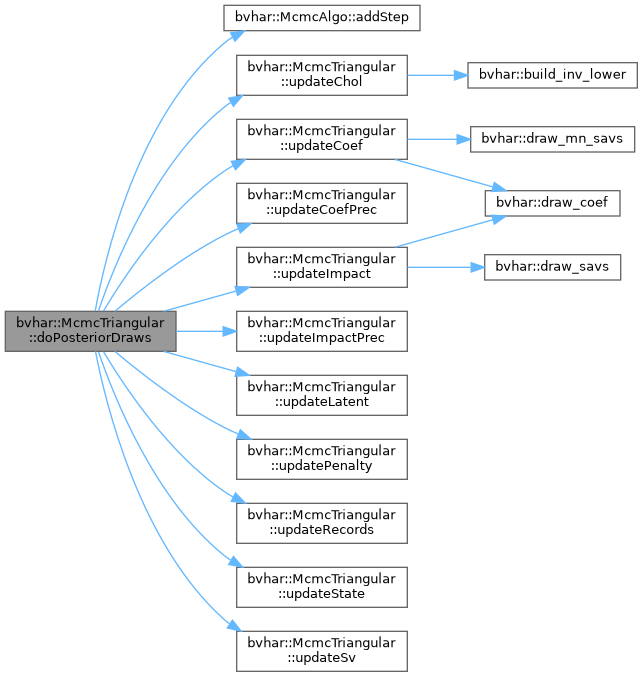 bvhar::McmcAlgo::addStep
bvhar::McmcTriangular
::updateChol
bvhar::build_inv_lower
bvhar::McmcTriangular
::updateCoef
bvhar::draw_mn_savs
bvhar::McmcTriangular
::updateCoefPrec
bvhar::draw_coef
bvhar::McmcTriangular
::updateImpact
bvhar::draw_savs
bvhar::McmcTriangular
::doPosteriorDraws
bvhar::McmcTriangular
::updateImpactPrec
bvhar::McmcTriangular
::updateLatent
bvhar::McmcTriangular
::updatePenalty
bvhar::McmcTriangular
::updateRecords
bvhar::McmcTriangular
::updateState
bvhar::McmcTriangular
::updateSv